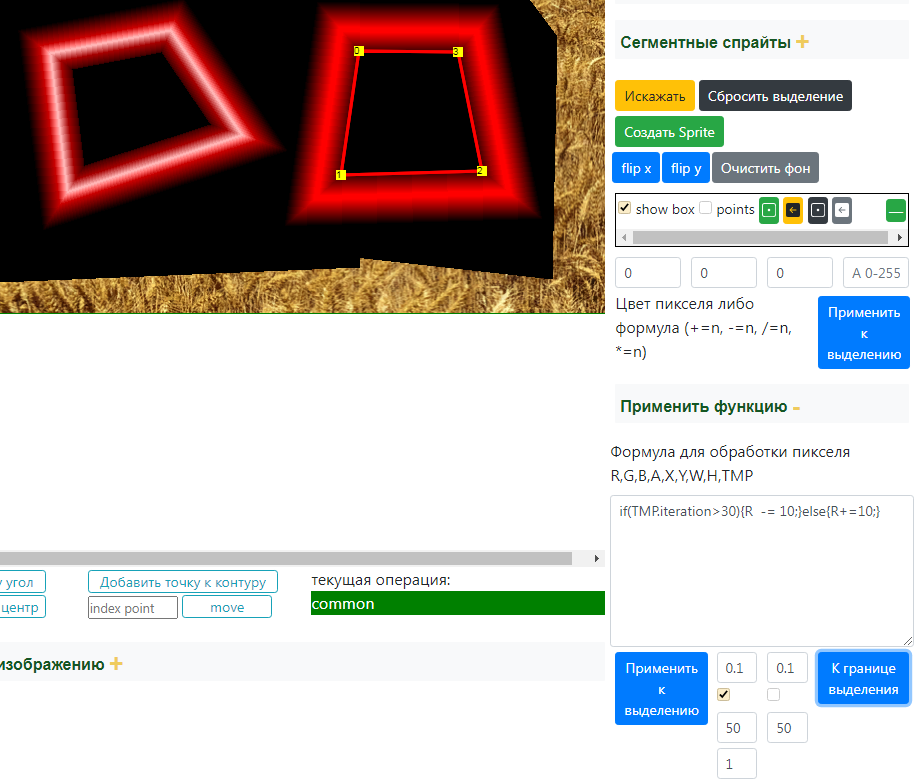 0
3
1
2
Сегментные спрайты +
Искажать
Сбросить выделение
Создать Sprite
flip x
flip y
Очистить фон
show box
points
0
0
0
A 0-255
Цвет пикселя либо
формула (+=n, -=n, /=n,
*=n)
Применить
к
выделению
Применить функцию -
Формула для обработки пикселя
R,G,B,A,X,Y,W,H,TMP
if(TMP.iteration>30){R -= 10;}else{R+=10;}
у угол
Добавить точку к контуру
текущая операция:
центр
index point
move
common
изображению +
Применить
к
выделению
0.1
0.1
К границе
выделения
50
50
1